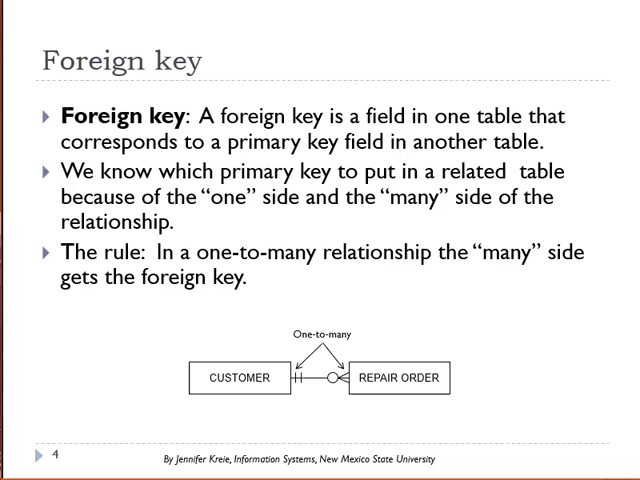 Foreign key
Foreign key: A foreign key is a field in one table that
corresponds to a primary key field in another table.
We know which primary key to put in a related table
because of the “one” side and the “many” side of the
relationship.
The rule: In a one-to-many relationship the “many” side
gets the foreign key.
One-to-many
CUSTOMER
REPAIR ORDER
4
By Jennifer Kreie, Information Systems, New Mexico State University